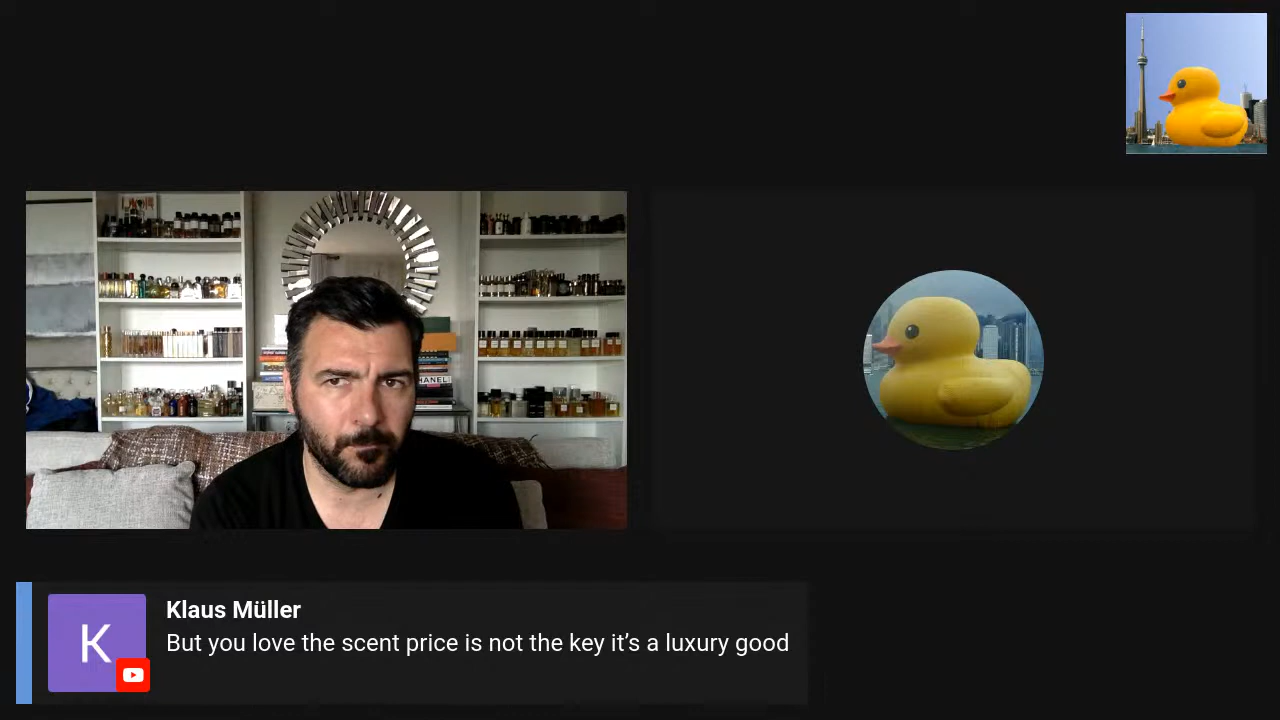 CHANEL
Klaus Müller
K
But you love the scent price is not the key it’s a luxury good